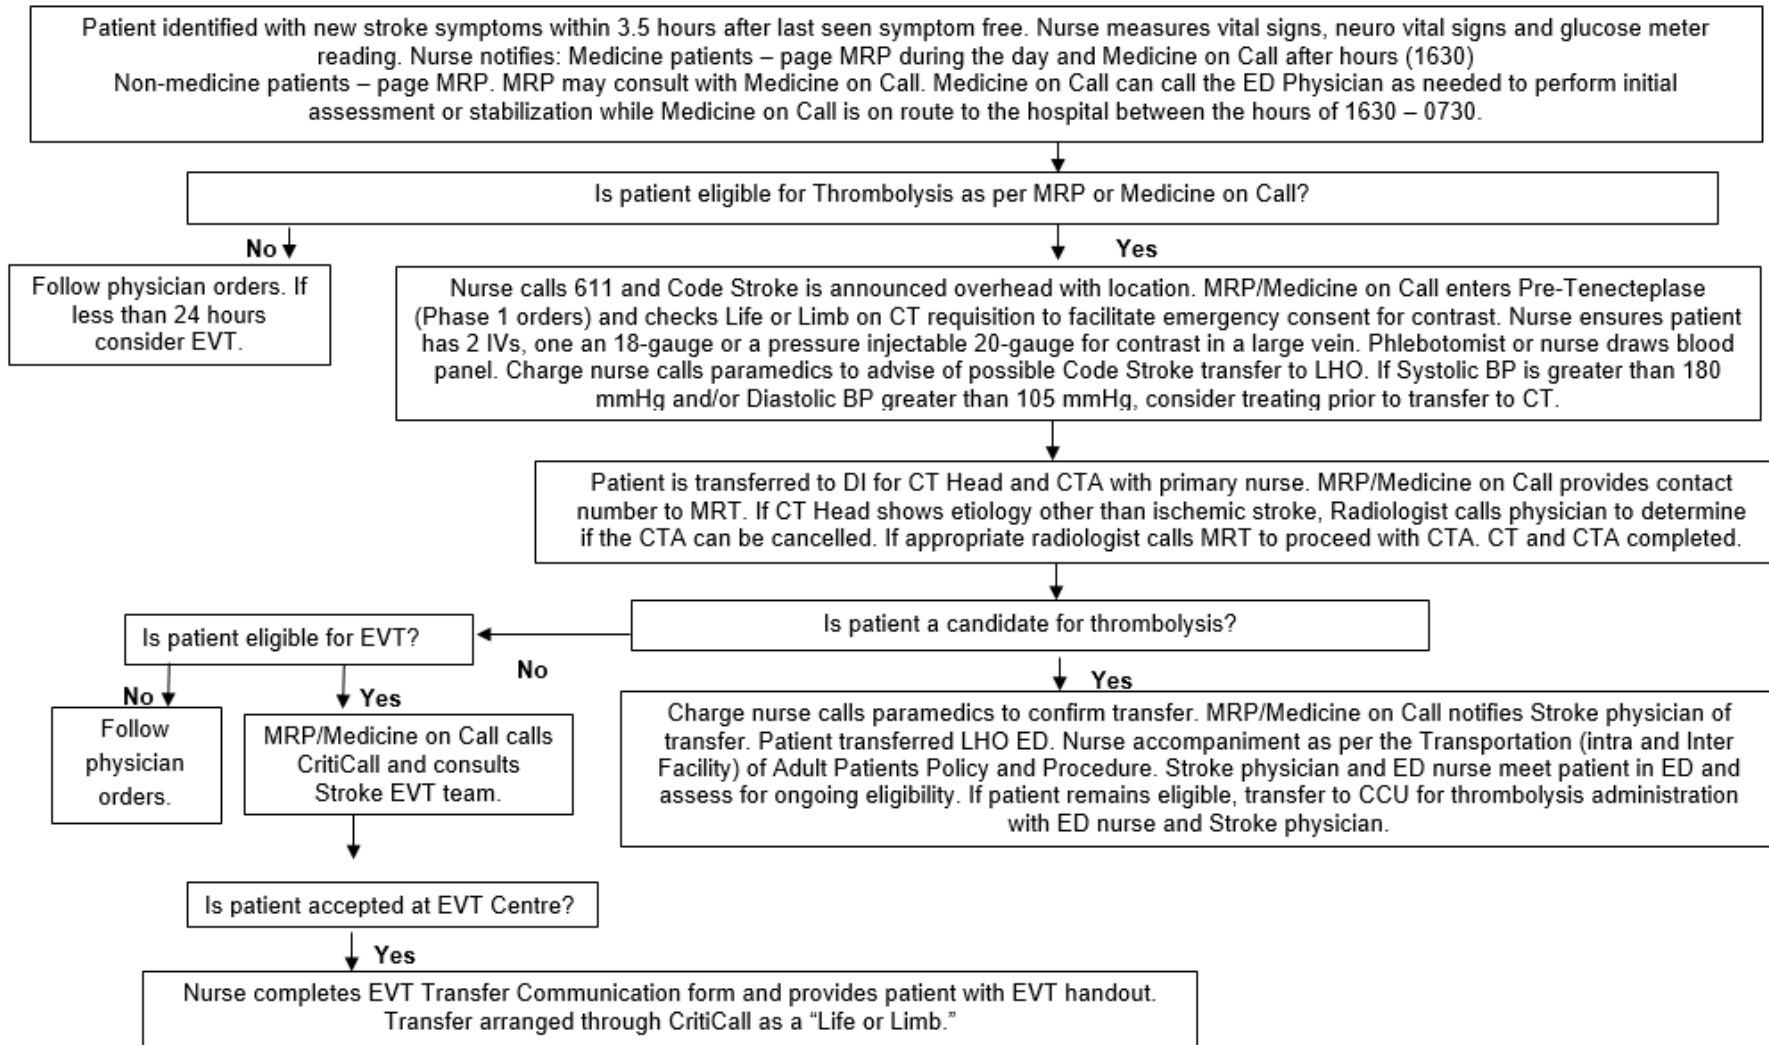 Patient identified with new stroke symptoms within 3.5 hours after last seen symptom free. Nurse measures vital signs, neuro vital signs and glucose meter
reading. Nurse notifies: Medicine patients – page MRP during the day and Medicine on Call after hours (1630)
Non-medicine patients – page MRP. MRP may consult with Medicine on Call. Medicine on Call can call the ED Physician as needed to perform initial
assessment or stabilization while Medicine on Call is on route to the hospital between the hours of 1630 – 0730.
Is patient eligible for Thrombolysis as per MRP or Medicine on Call?
No
Yes
Follow physician orders. If
less than 24 hours
consider EVT.
Nurse calls 611 and Code Stroke is announced overhead with location. MRP/Medicine on Call enters Pre-Tenecteplase
(Phase 1 orders) and checks Life or Limb on CT requisition to facilitate emergency consent for contrast. Nurse ensures patient
has 2 IVs, one an 18-gauge or a pressure injectable 20-gauge for contrast in a large vein. Phlebotomist or nurse draws blood
panel. Charge nurse calls paramedics to advise of possible Code Stroke transfer to LHO. If Systolic BP is greater than 180
mmHg and/or Diastolic BP greater than 105 mmHg, consider treating prior to transfer to CT.
Patient is transferred to DI for CT Head and CTA with primary nurse. MRP/Medicine on Call provides contact
number to MRT. If CT Head shows etiology other than ischemic stroke, Radiologist calls physician to determine
if the CTA can be cancelled. If appropriate radiologist calls MRT to proceed with CTA. CT and CTA completed.
Is patient a candidate for thrombolysis?
Is patient eligible for EVT?
No
Yes
No
Yes
Follow
physician
orders.
MRP/Medicine on Call calls
CritiCall and consults
Stroke EVT team.
Charge nurse calls paramedics to confirm transfer. MRP/Medicine on Call notifies Stroke physician of
transfer. Patient transferred LHO ED. Nurse accompaniment as per the Transportation (intra and Inter
Facility) of Adult Patients Policy and Procedure. Stroke physician and ED nurse meet patient in ED and
assess for ongoing eligibility. If patient remains eligible, transfer to CCU for thrombolysis administration
with ED nurse and Stroke physician.
Is patient accepted at EVT Centre?
Yes
Nurse completes EVT Transfer Communication form and provides patient with EVT handout.
Transfer arranged through CritiCall as a “Life or Limb.”